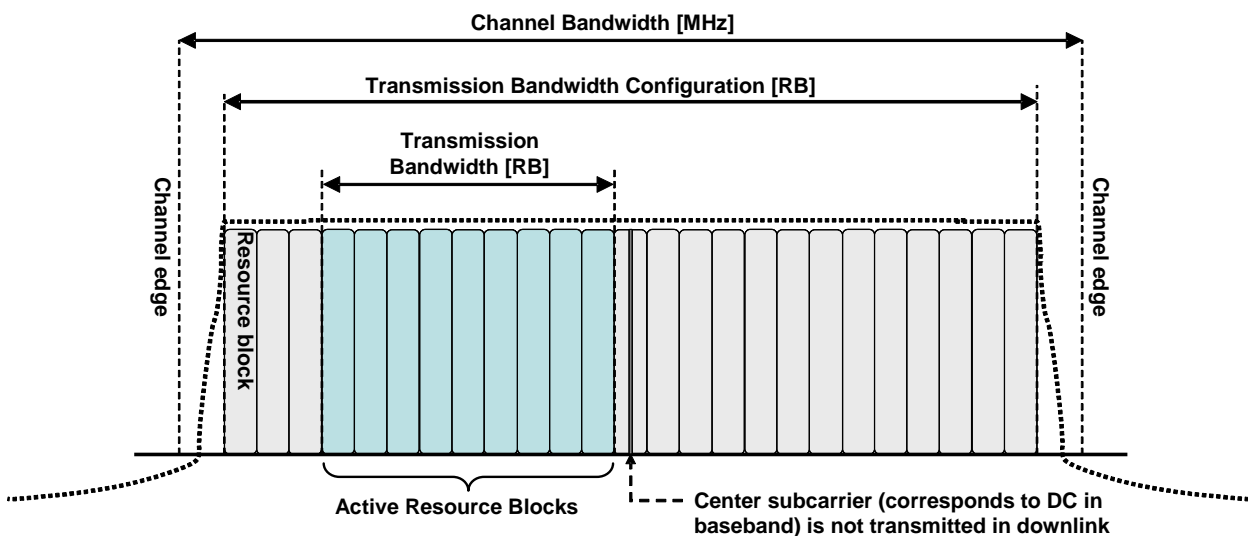 Channel Bandwidth [MHz]
Transmission Bandwidth Configuration [RB]
Transmission
Bandwidth [RB]
Channel edge
Channel edge
Resource block
Active Resource Blocks
Center subcarrier (corresponds to DC in
baseband) is not transmitted in downlink